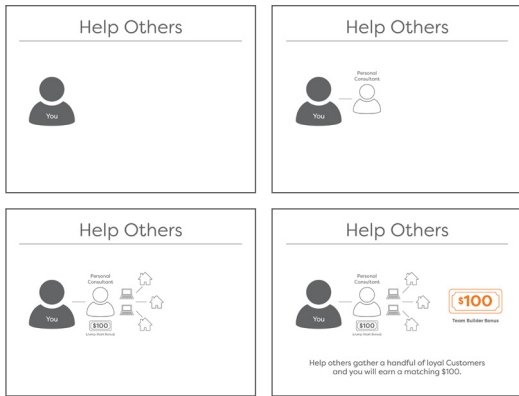 Help Others
You
Help Others
Personal
Consultant
You
Help Others
Personal
Consultant
You
$100
Help Others
Personal
Consultant
You
$100
$100
Team Builder Bonus
Help others gather a handful of loyal Customers
and you will earn a matching $100.